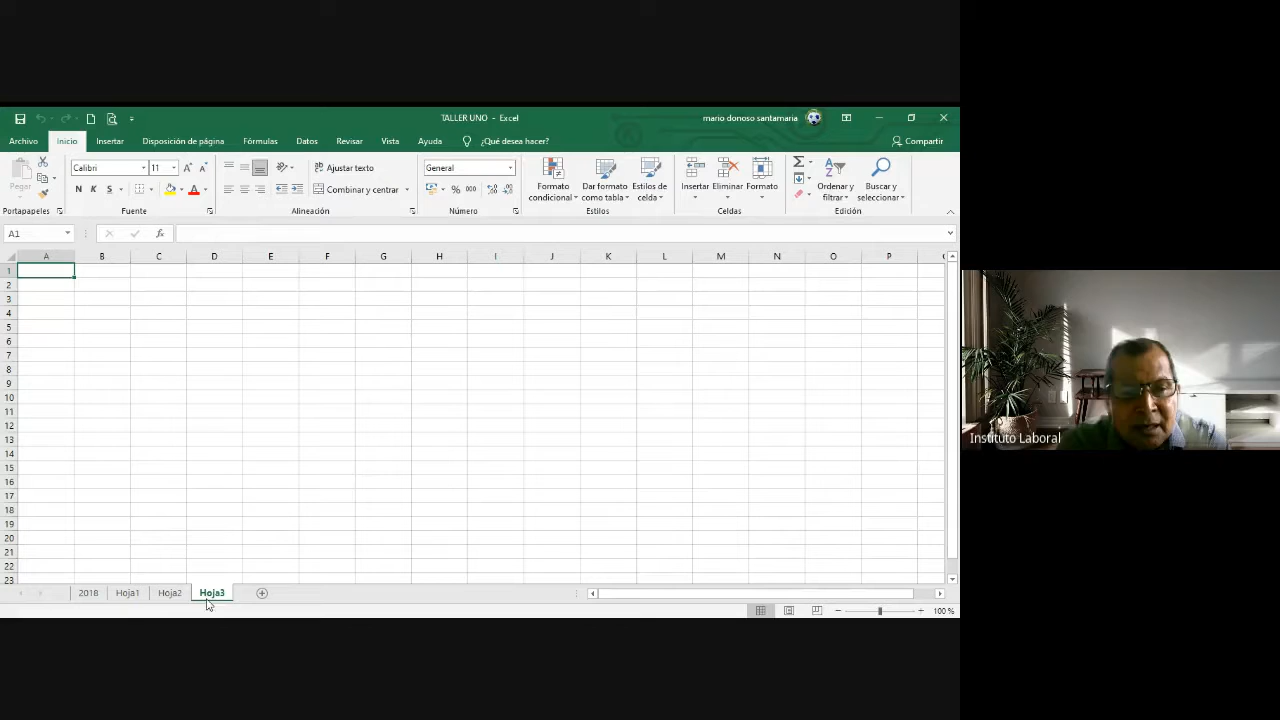 TALLER UNO - Excel
mario donoso santamaria
Archivo Inicio Insertar Disposición de página Fórmulas Datos Revisar Vista Ayuda ¿Qué desea hacer? Compartir
Pegar
Calibri 11
N K S
Ajustar texto
Combinar y centrar
General
% 000
Formato condicional
Dar formato como tabla
Estilos de celda
Insertar
Eliminar
Formato
Ordenar y filtrar
Buscar y seleccionar
Portapapeles Fuente Alineación Número Estilos Celdas Edición
A1 fx
A B C D E F G H I J K L M N O P
1
2
3
4
5
6
7
8
9
10
11
12
13
14
15
16
17
18
19
20
21
22
23
2018 Hoja1 Hoja2 Hoja3
100 %
Instituto Laboral